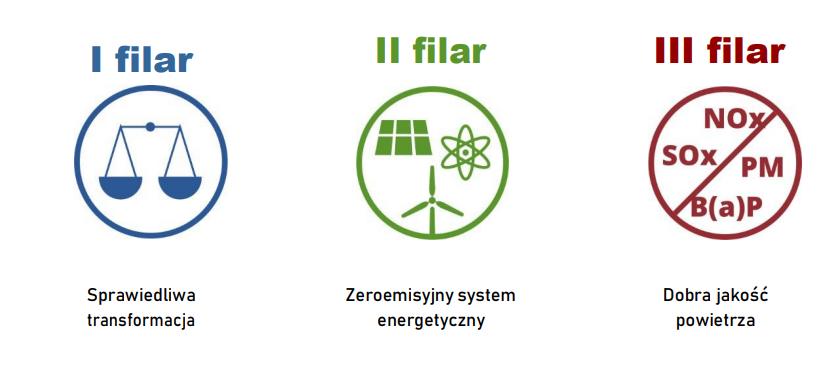 I filar
II filar
III filar
NOx
SOx
PM
B(a)P
Sprawiedliwa
transformacja
Zeroemisyjny system
energetyczny
Dobra jakość
powietrza